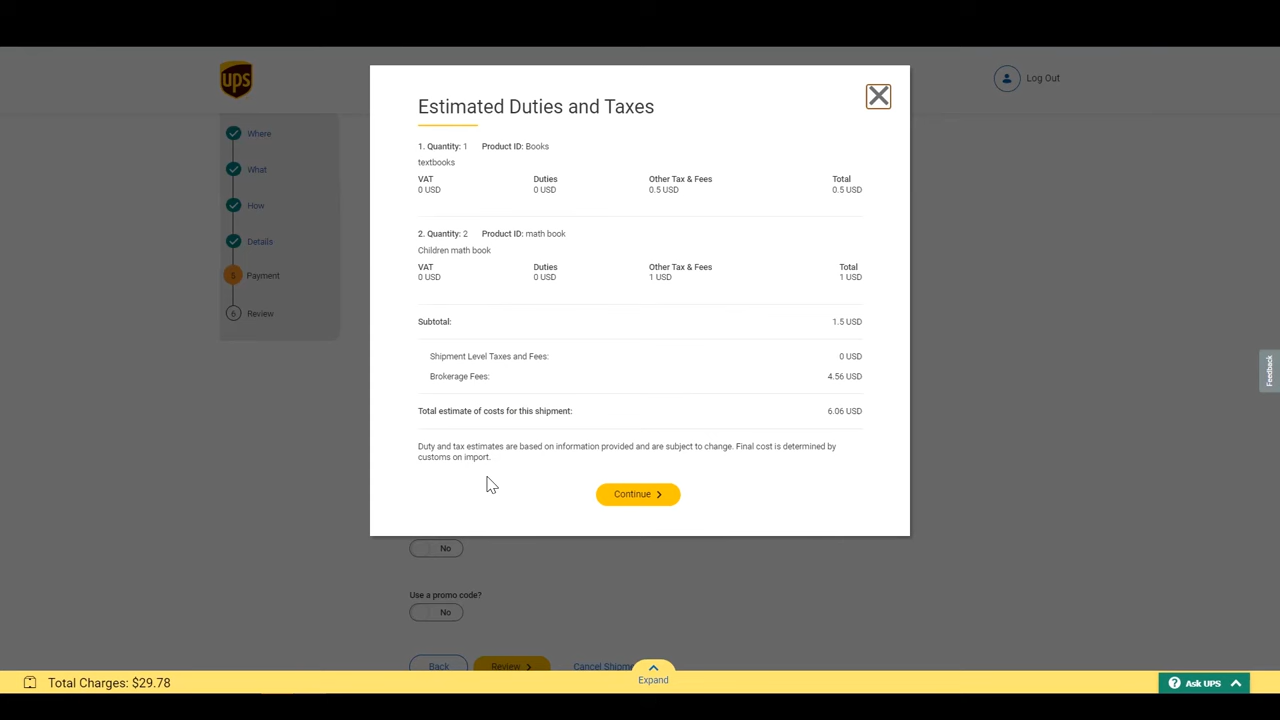 ups
Log Out
Estimated Duties and Taxes
1. Quantity: 1 Product ID: Books
textbooks
VAT Duties Other Tax & Fees Total
0 USD 0 USD 0.5 USD 0.5 USD
2. Quantity: 2 Product ID: math book
Children math book
VAT Duties Other Tax & Fees Total
0 USD 0 USD 1 USD 1 USD
Subtotal: 1.5 USD
Shipment Level Taxes and Fees: 0 USD
Brokerage Fees: 4.56 USD
Total estimate of costs for this shipment: 6.06 USD
Duty and tax estimates are based on information provided and are subject to change. Final cost is determined by
customs on import.
Continue
Where
What
How
Details
5 Payment
6 Review
Feedback
No
Use a promo code?
No
Back Review Cancel Shipme
Total Charges: $29.78
Expand
? Ask UPS